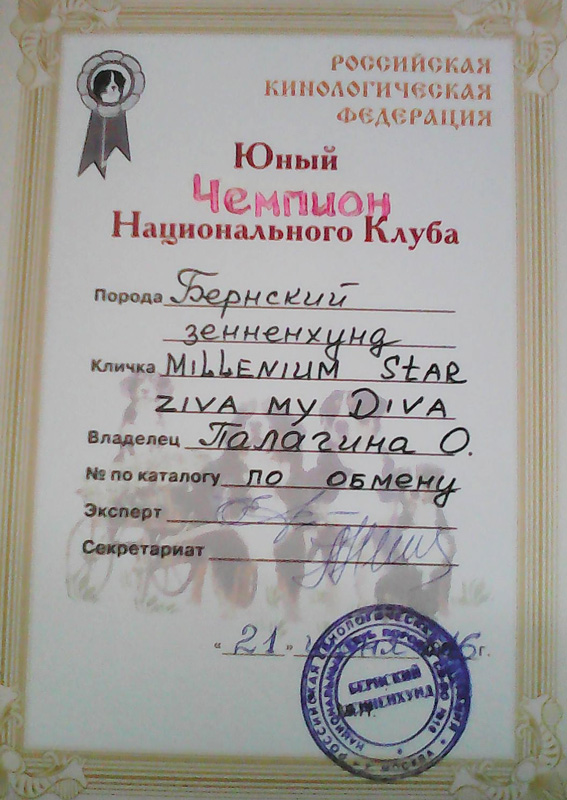 РОССИЙСКАЯ
КИНОЛОГИЧЕСКАЯ
ФЕДЕРАЦИЯ
Юный
Чемпион
Национального Клуба
Порода Бернский
зенненхунд
Кличка MILLENIUM STAR
ZIVA MY DIVA
Владелец Палагина О.
№ по каталогу по обмену
Эксперт
Секретариат
« 21 » г.
БЕРНСКИЙ
ЗЕННЕНХУНД